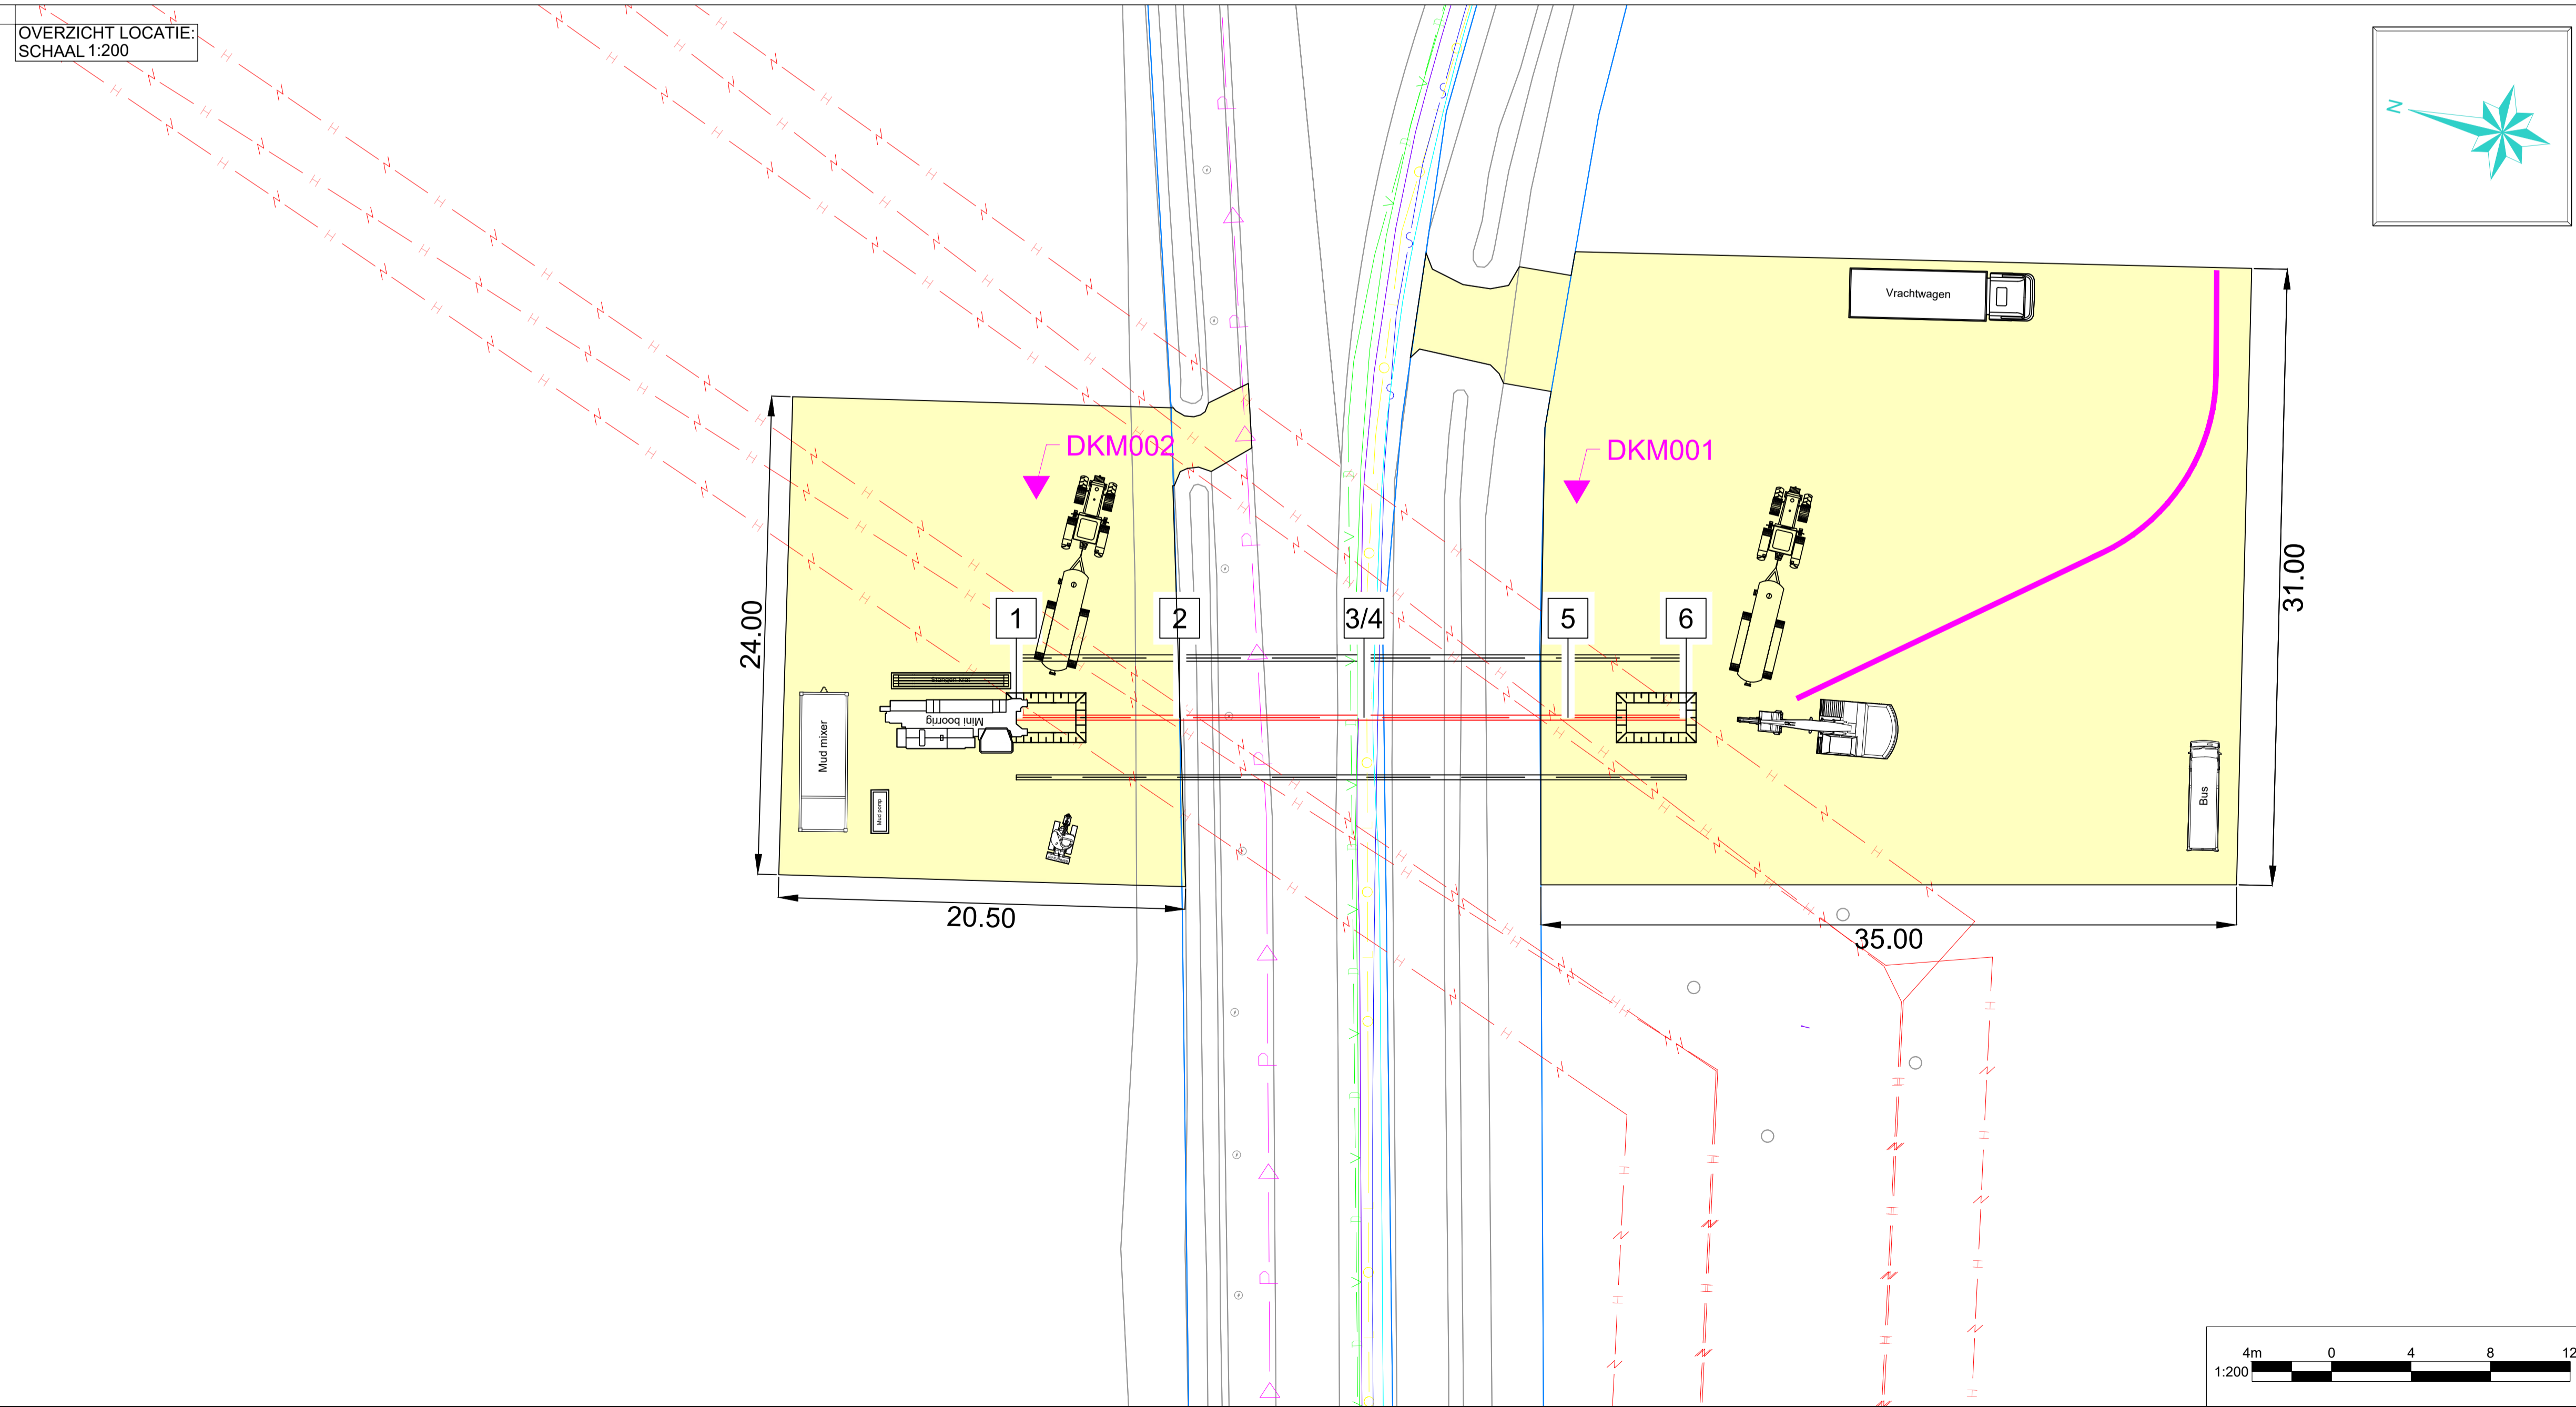 OVERZICHT LOCATIE:
SCHAAL 1:200
N
Vrachtwagen
DKM002
DKM001
24.00
31.00
1
2
3/4
5
6
Mini boorrig
Mud mixer
Mud pomp
Bus
20.50
35.00
4m 0 4 8 12
1:200